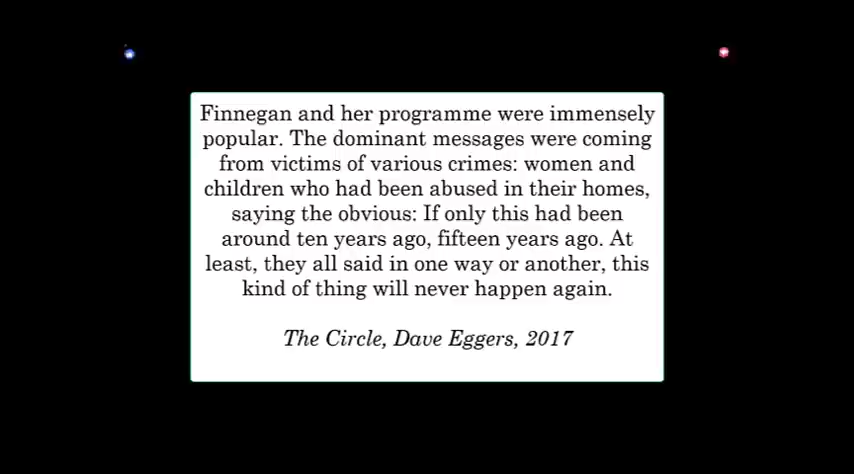 Finnegan and her programme were immensely
popular. The dominant messages were coming
from victims of various crimes: women and
children who had been abused in their homes,
saying the obvious: If only this had been
around ten years ago, fifteen years ago. At
least, they all said in one way or another, this
kind of thing will never happen again.
The Circle, Dave Eggers, 2017